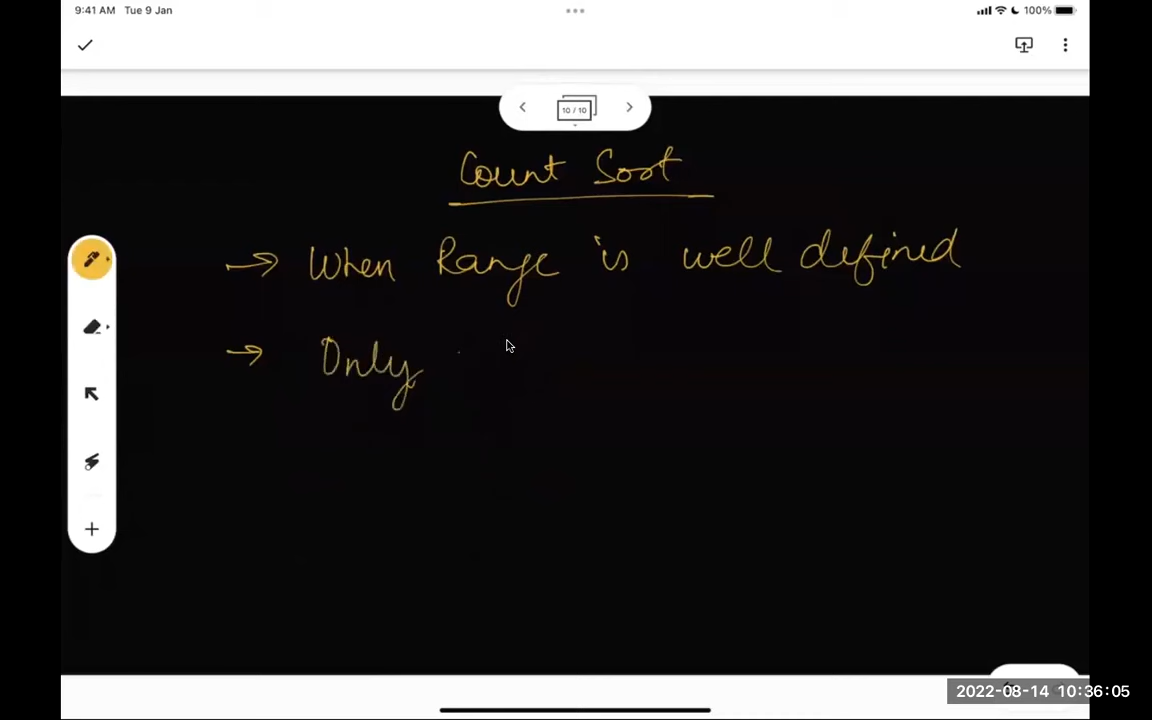 9:41 AM Tue 9 Jan
100%
10 / 10
Count Sort
→ When Range is well defined
→ Only
2022-08-14 10:36:05